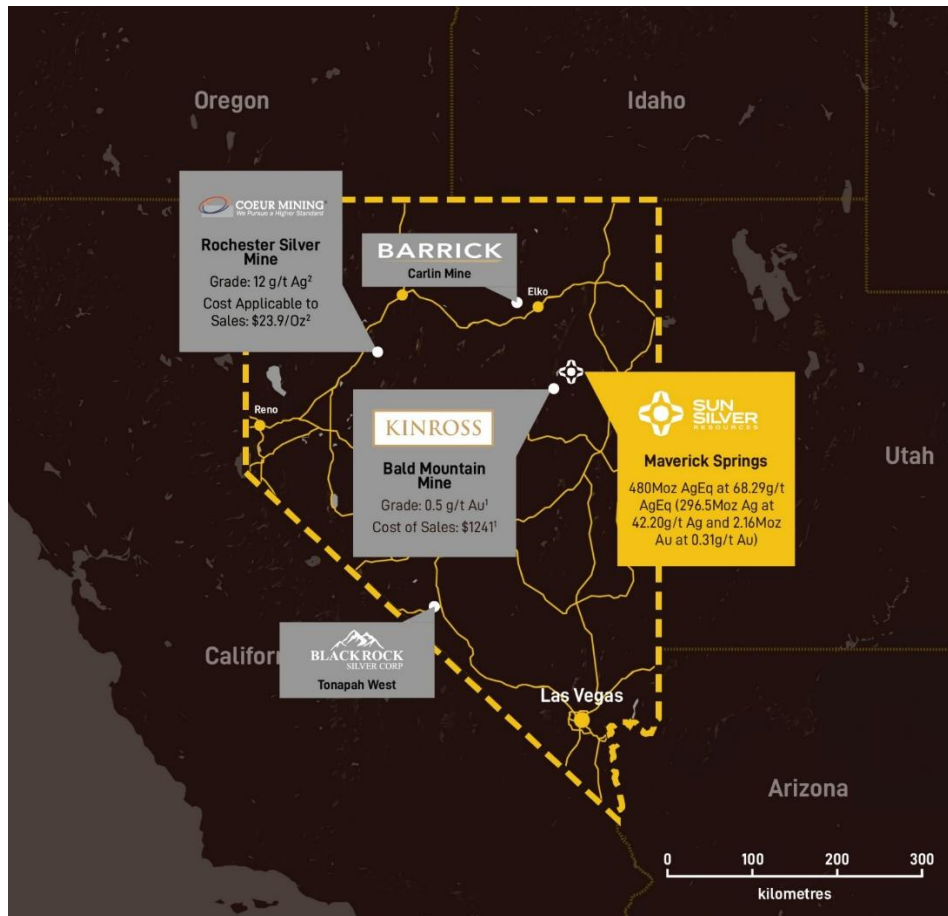 Oregon
Idaho
COEUR MINING®
We Pursue a Higher Standard
Rochester Silver
Mine
Grade: 12 g/t Ag²
Cost Applicable to
Sales: $23.9/Oz²
BARRICK
Carlin Mine
Elko
Reno
KINROSS
Bald Mountain
Mine
Grade: 0.5 g/t Au¹
Cost of Sales: $1241¹
SUN
SILVER
RESOURCES
Maverick Springs
480Moz AgEq at 68.29g/t
AgEq (296.5Moz Ag at
42.20g/t Ag and 2.16Moz
Au at 0.31g/t Au)
Utah
Califor
BLACKROCK
SILVER CORP
Tonapah West
Las Vegas
Arizona
0 100 200 300
kilometres